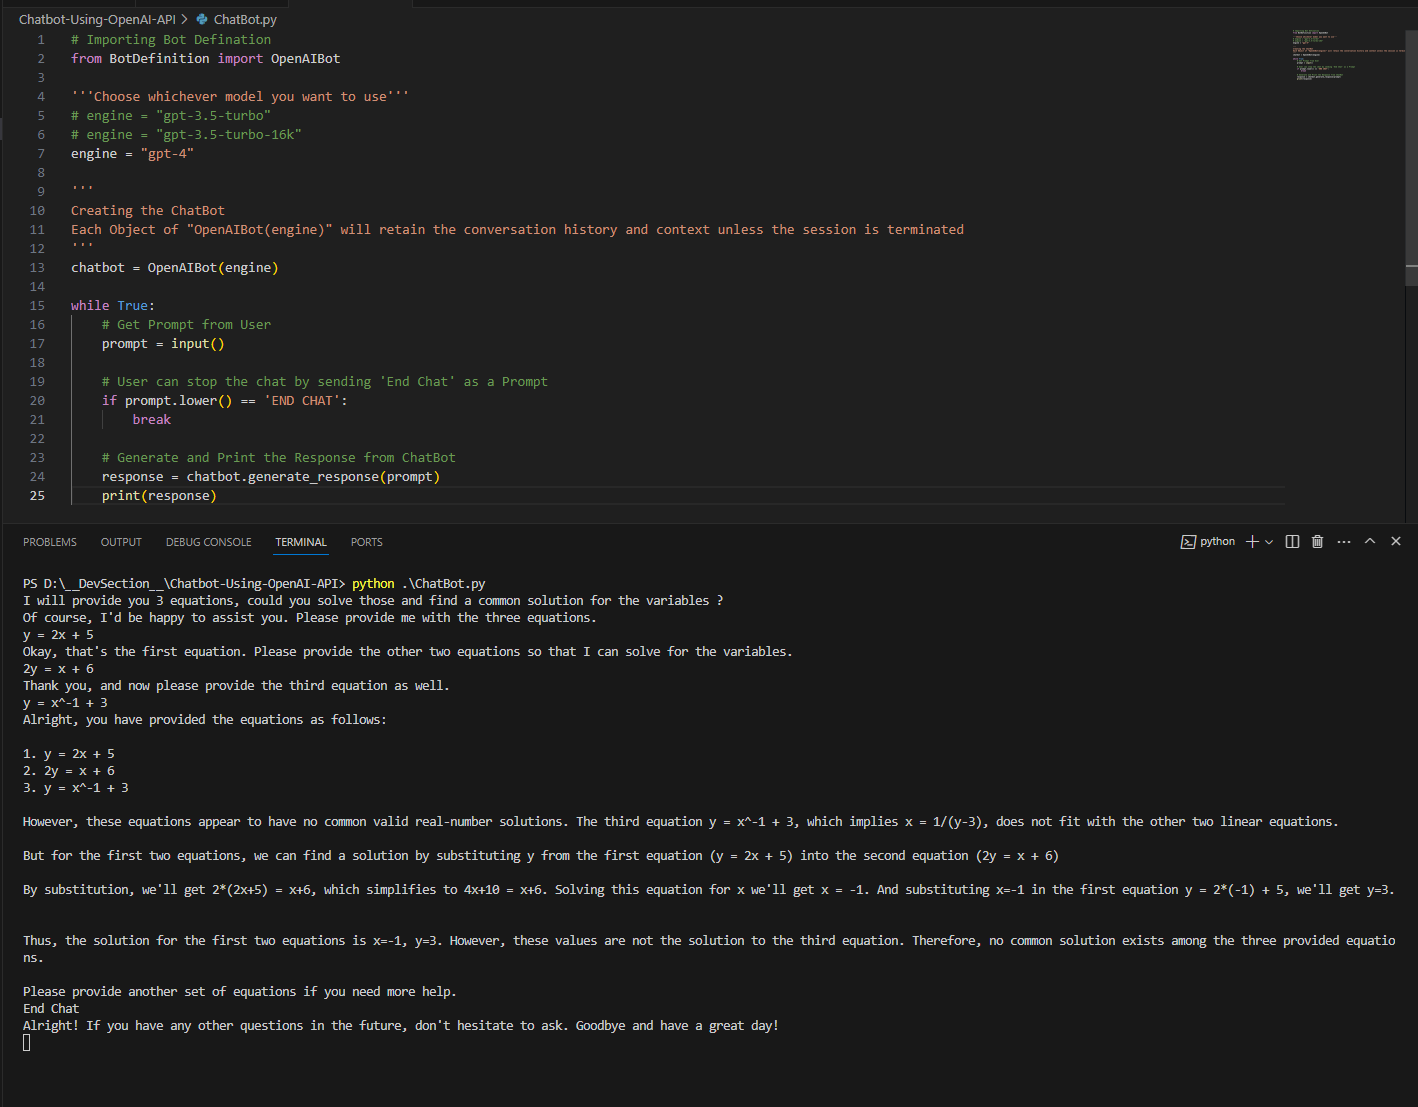 Chatbot-Using-OpenAI-API > ChatBot.py
1 # Importing Bot Defination
2 from BotDefinition import OpenAIBot
3
4 '''Choose whichever model you want to use'''
5 # engine = "gpt-3.5-turbo"
6 # engine = "gpt-3.5-turbo-16k"
7 engine = "gpt-4"
8
9 '''
10 Creating the ChatBot
11 Each Object of "OpenAIBot(engine)" will retain the conversation history and context unless the session is terminated
12 '''
13 chatbot = OpenAIBot(engine)
14
15 while True:
16     # Get Prompt from User
17     prompt = input()
18
19     # User can stop the chat by sending 'End Chat' as a Prompt
20     if prompt.lower() == 'END CHAT':
21         break
22
23     # Generate and Print the Response from ChatBot
24     response = chatbot.generate_response(prompt)
25     print(response)
PROBLEMS OUTPUT DEBUG CONSOLE TERMINAL PORTS python
PS D:\__DevSection__\Chatbot-Using-OpenAI-API> python .\ChatBot.py
I will provide you 3 equations, could you solve those and find a common solution for the variables ?
Of course, I'd be happy to assist you. Please provide me with the three equations.
y = 2x + 5
Okay, that's the first equation. Please provide the other two equations so that I can solve for the variables.
2y = x + 6
Thank you, and now please provide the third equation as well.
y = x^-1 + 3
Alright, you have provided the equations as follows:
1. y = 2x + 5
2. 2y = x + 6
3. y = x^-1 + 3
However, these equations appear to have no common valid real-number solutions. The third equation y = x^-1 + 3, which implies x = 1/(y-3), does not fit with the other two linear equations.
But for the first two equations, we can find a solution by substituting y from the first equation (y = 2x + 5) into the second equation (2y = x + 6)
By substitution, we'll get 2*(2x+5) = x+6, which simplifies to 4x+10 = x+6. Solving this equation for x we'll get x = -1. And substituting x=-1 in the first equation y = 2*(-1) + 5, we'll get y=3.
Thus, the solution for the first two equations is x=-1, y=3. However, these values are not the solution to the third equation. Therefore, no common solution exists among the three provided equatio
ns.
Please provide another set of equations if you need more help.
End Chat
Alright! If you have any other questions in the future, don't hesitate to ask. Goodbye and have a great day!